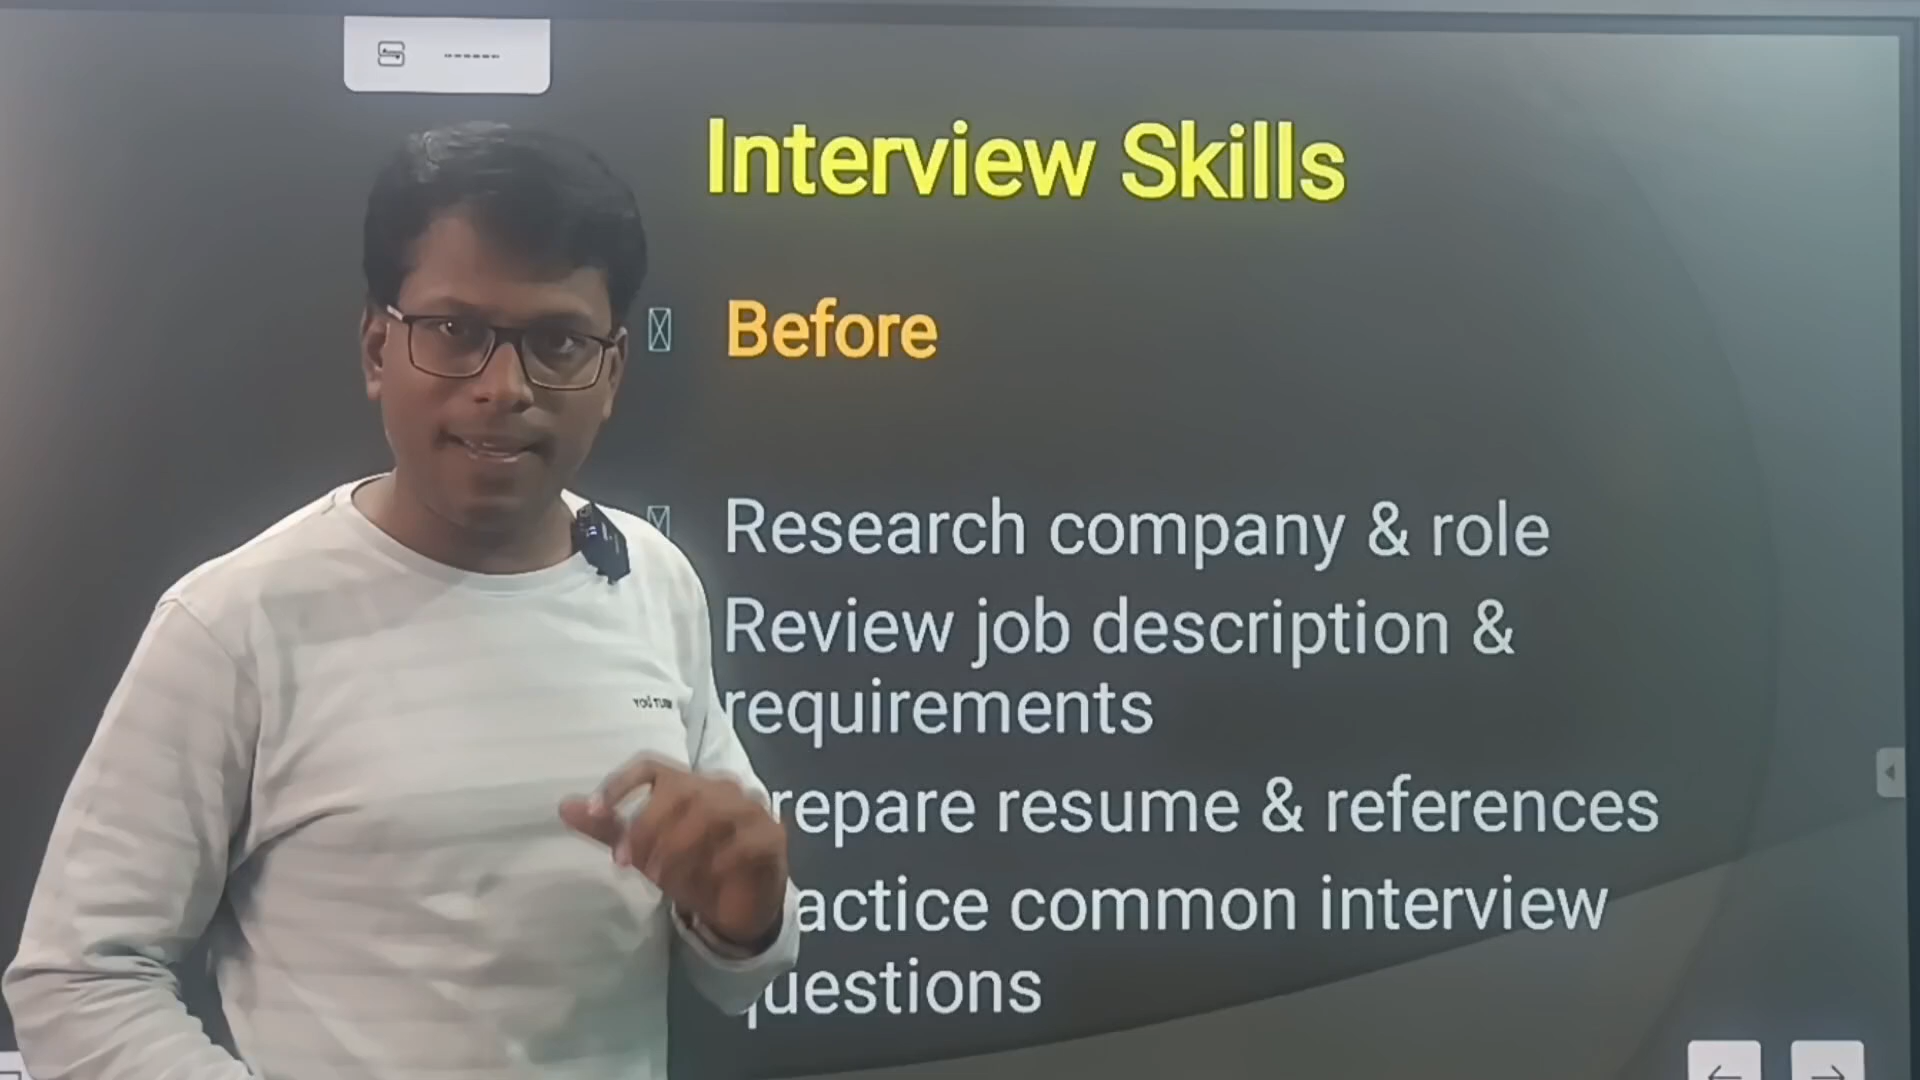 Interview Skills
Before
Research company & role
Review job description &
requirements
repare resume & references
actice common interview
uestions